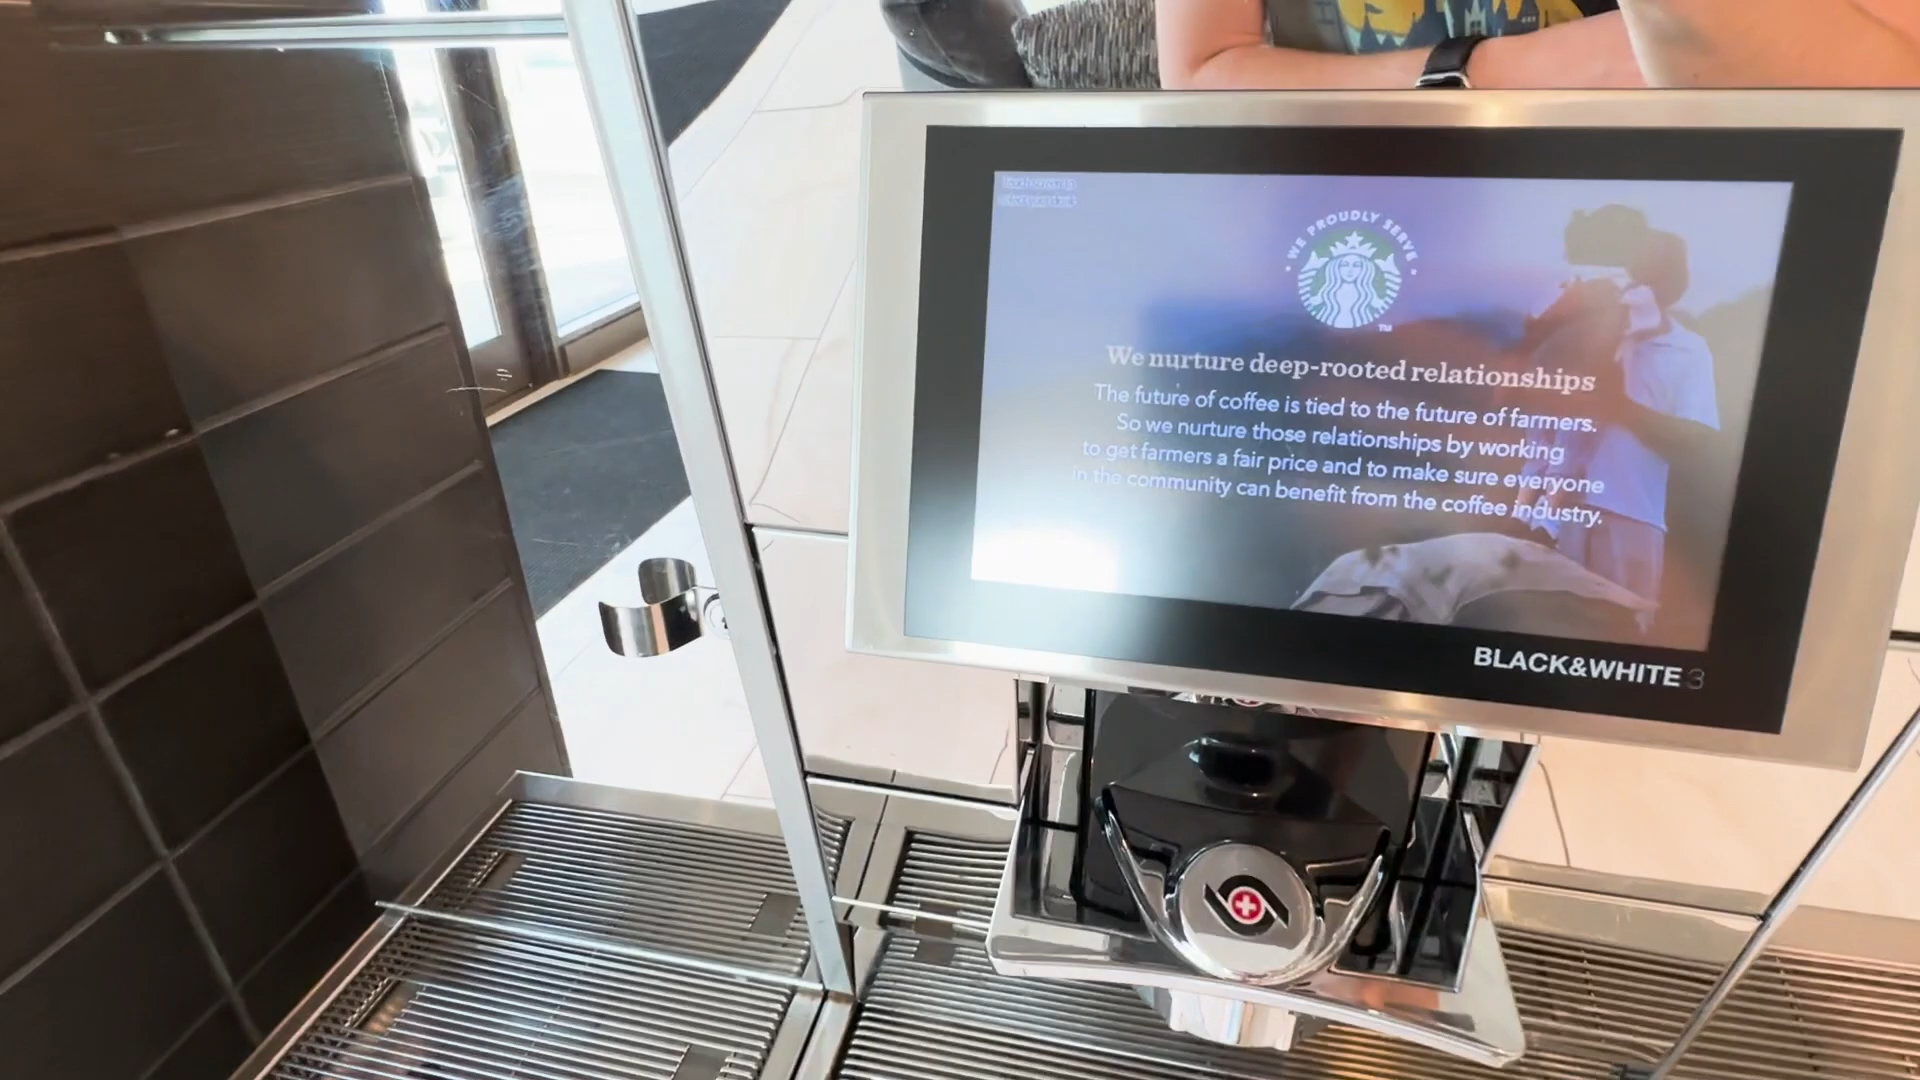 WE PROUDLY SERVE
TM
We nurture deep-rooted relationships
The future of coffee is tied to the future of farmers.
So we nurture those relationships by working
to get farmers a fair price and to make sure everyone
in the community can benefit from the coffee industry.
BLACK&WHITE3